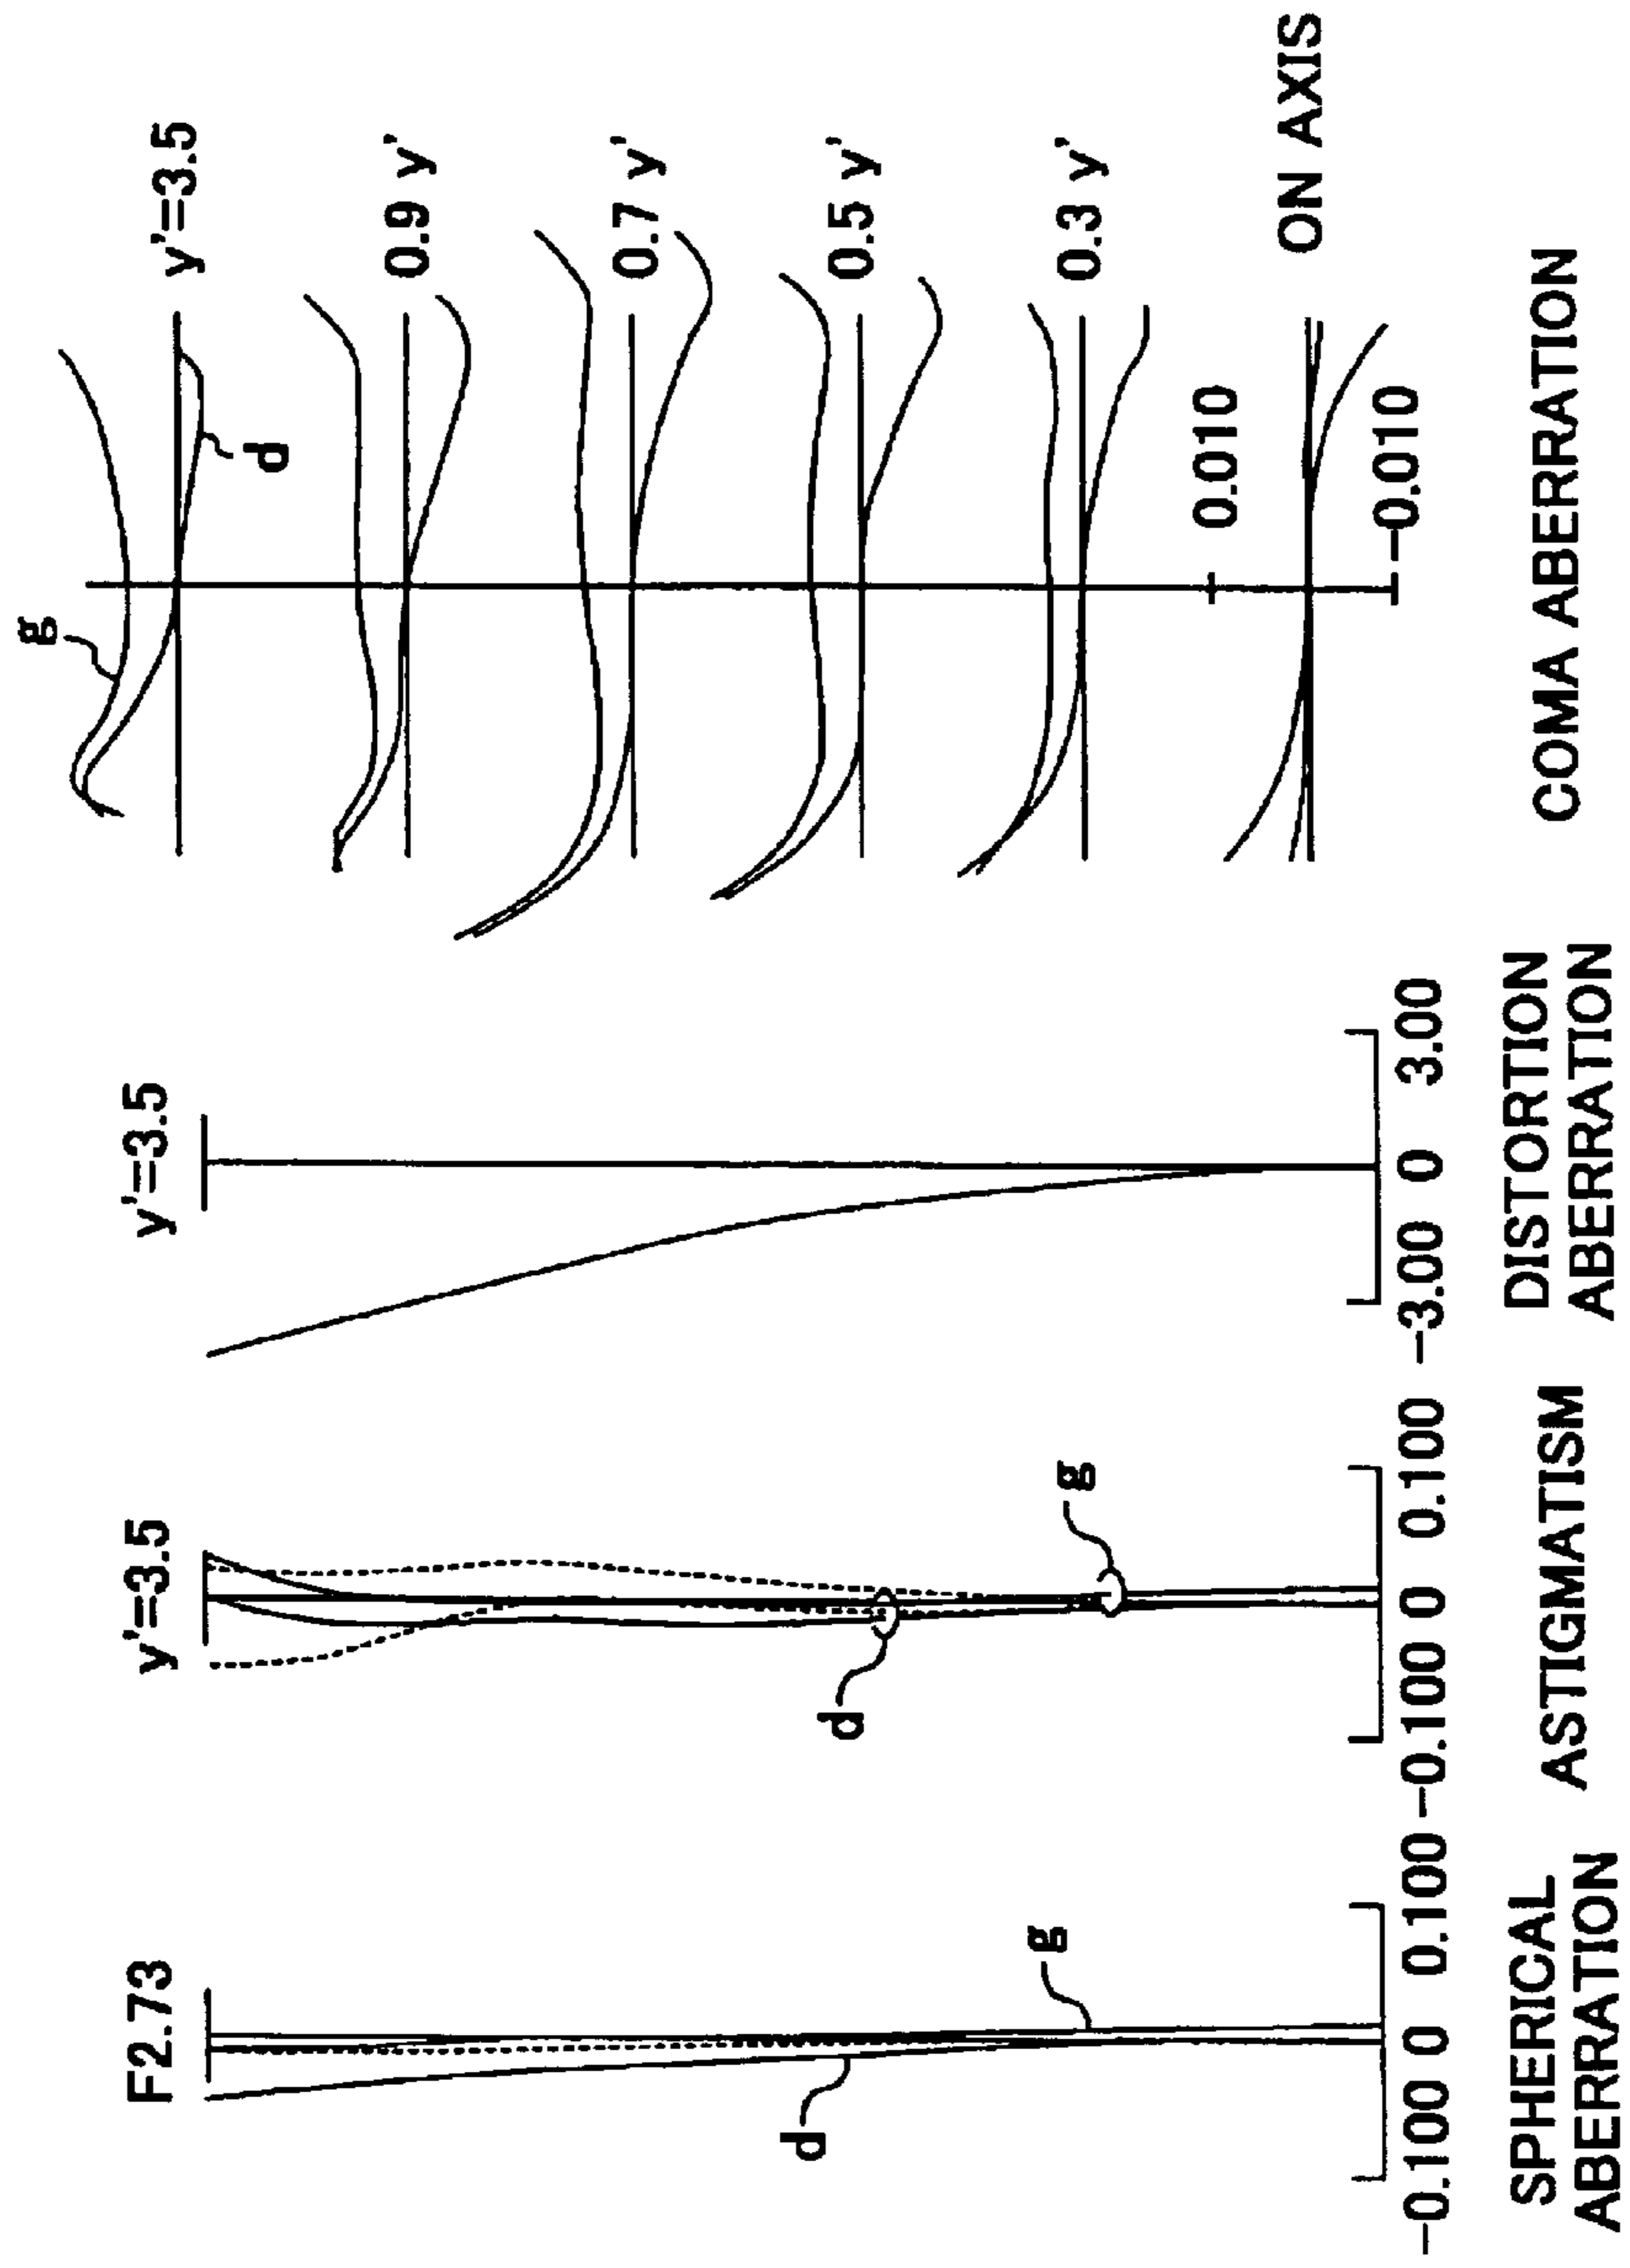 F2.73
g
d
-0.100 0 0.100
SPHERICAL
ABERRATION
y'=3.5
g
d
-0.100 0 0.100
ASTIGMATISM
y'=3.5
-3.00 0 3.00
DISTORTION
ABERRATION
g
y'=3.5
d
0.9 y'
0.7 y'
0.5 y'
0.3 y'
0.010
ON AXIS
-0.010
COMA ABERRATION